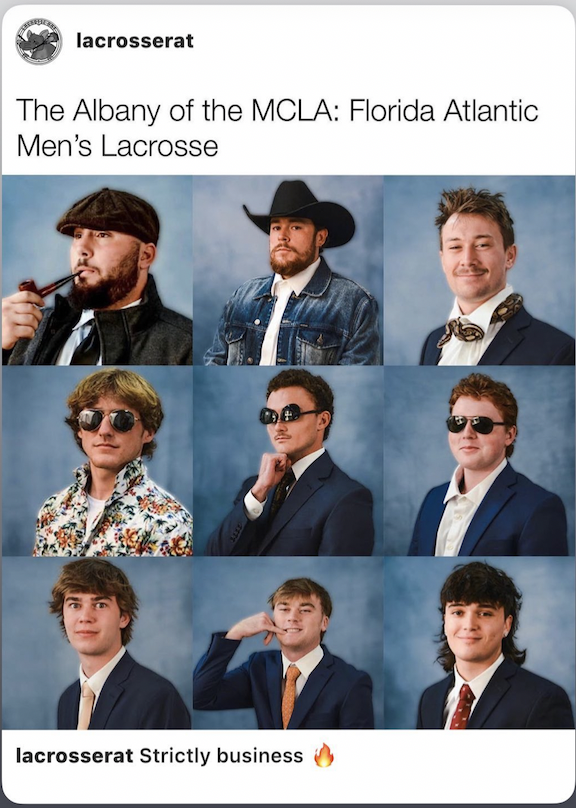 lacrosserat
The Albany of the MCLA: Florida Atlantic
Men’s Lacrosse
lacrosserat Strictly business 🔥